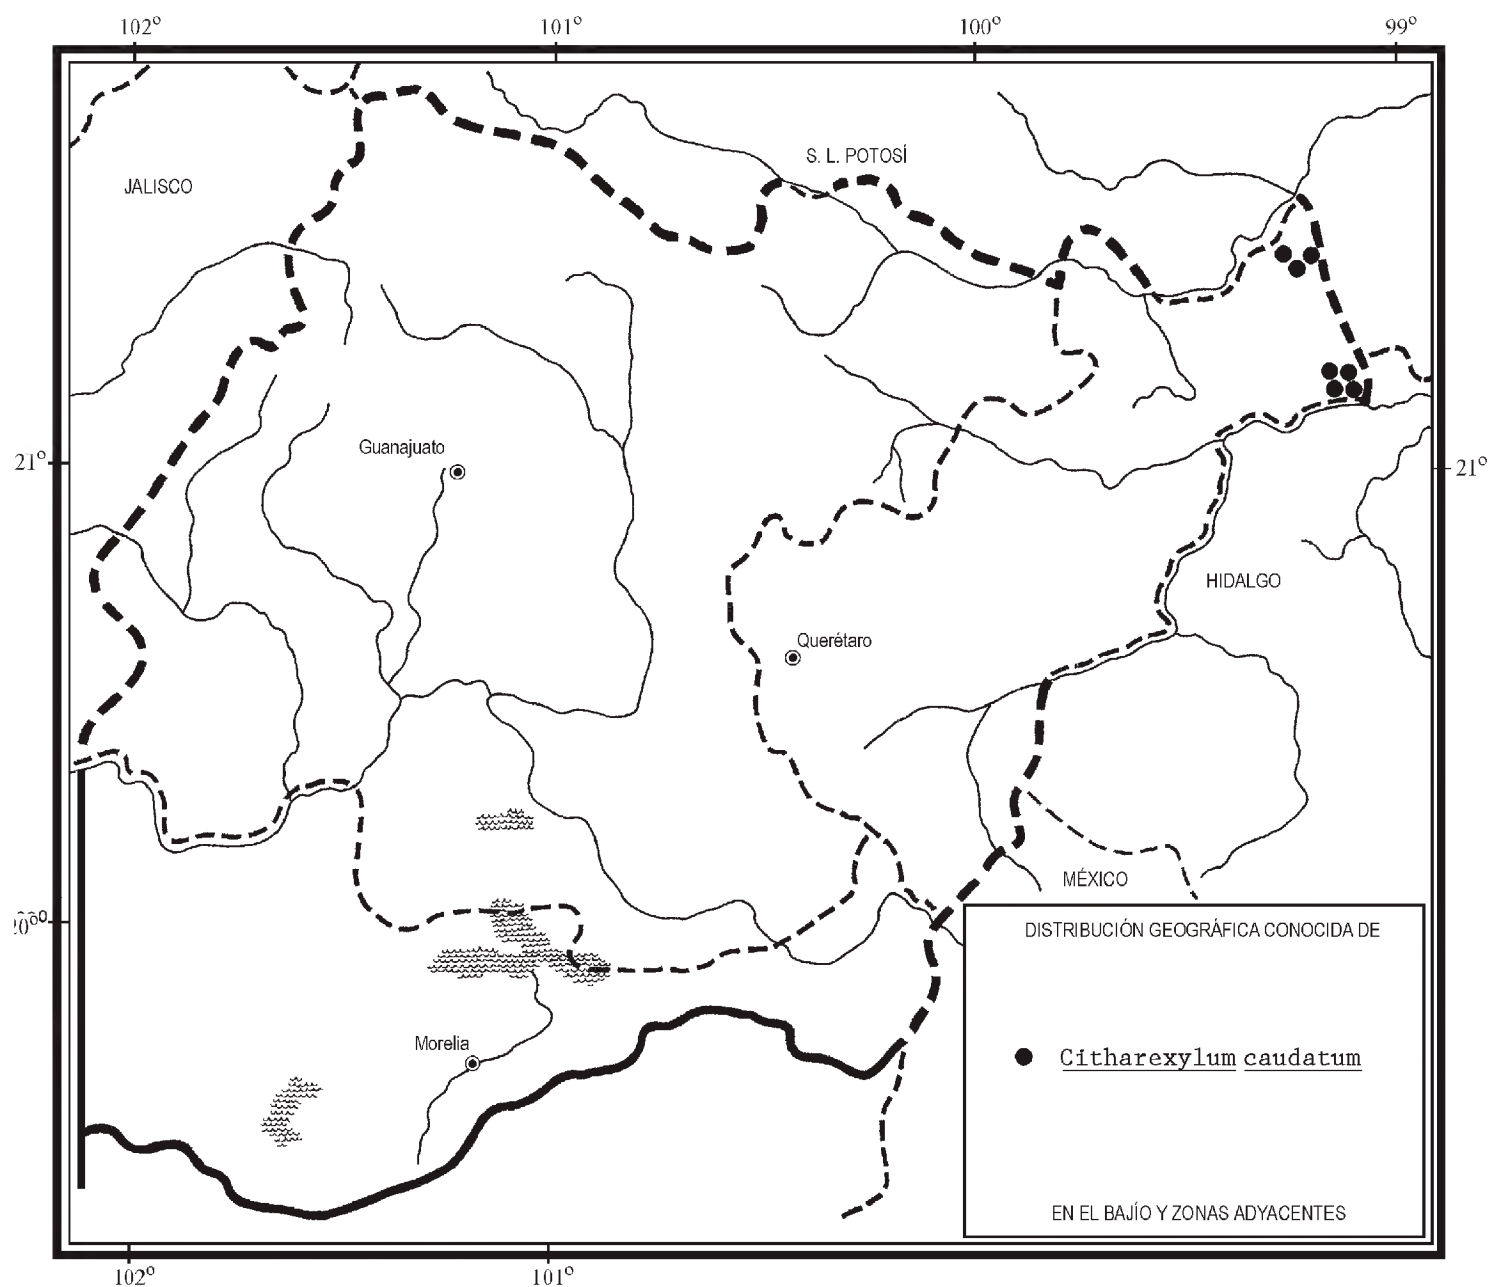 102° 101° 100° 99°
S. L. POTOSÍ
JALISCO
Guanajuato
21° 21°
HIDALGO
Querétaro
MÉXICO
DISTRIBUCIÓN GEOGRÁFICA CONOCIDA DE
Morelia
Citharexylum caudatum
EN EL BAJÍO Y ZONAS ADYACENTES
102° 101°